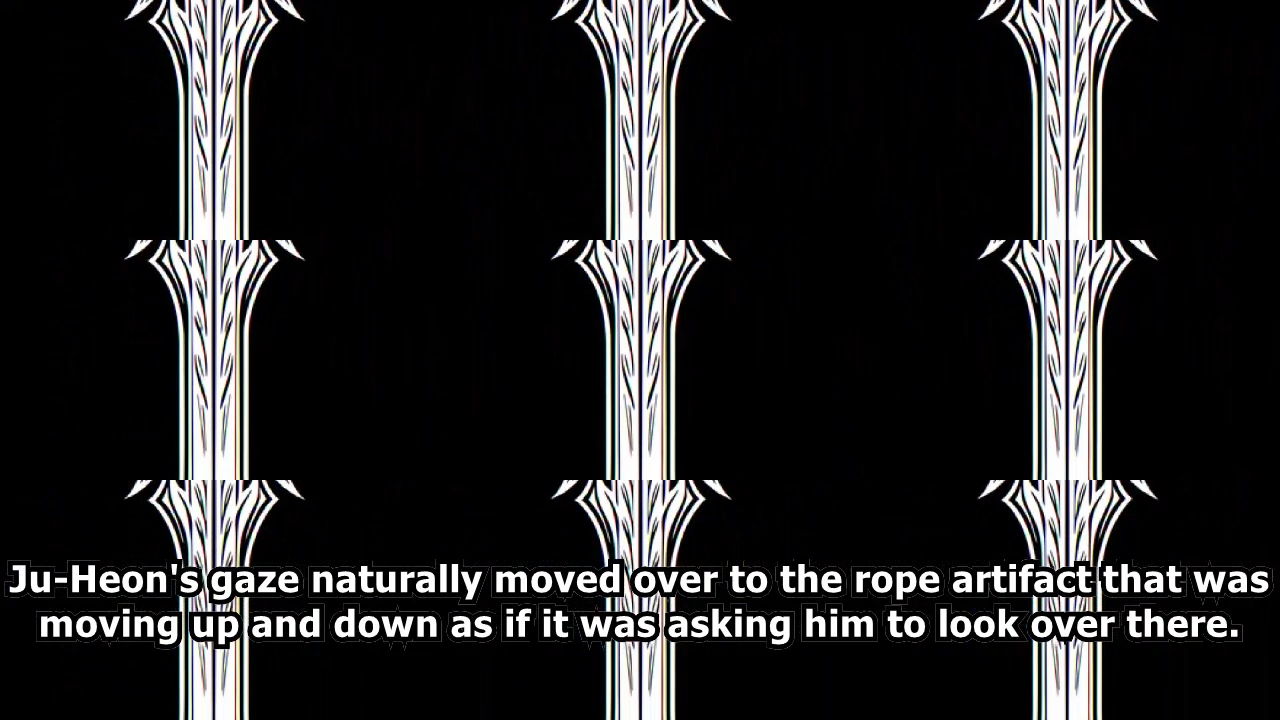 Ju-Heon's gaze naturally moved over to the rope artifact that was
moving up and down as if it was asking him to look over there.